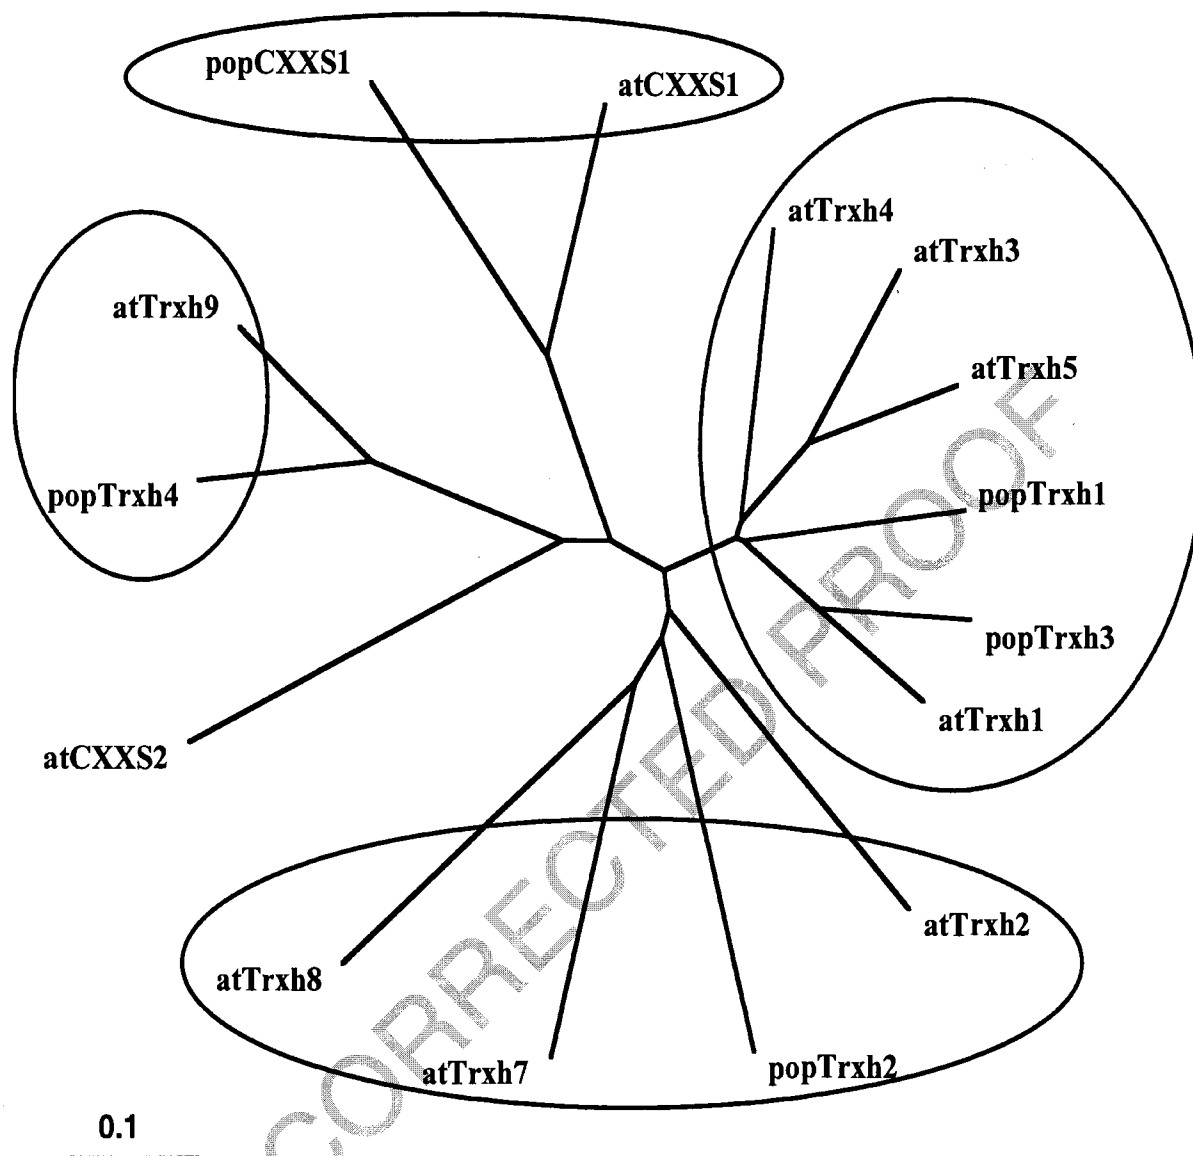 popCXXS1
atCXXS1
atTrxh4
atTrxh3
atTrxh9
atTrxh5
popTrxh4
popTrxh1
popTrxh3
atTrxh1
atCXXS2
atTrxh2
atTrxh8
atTrxh7
popTrxh2
CORRECTED PROOF
0.1